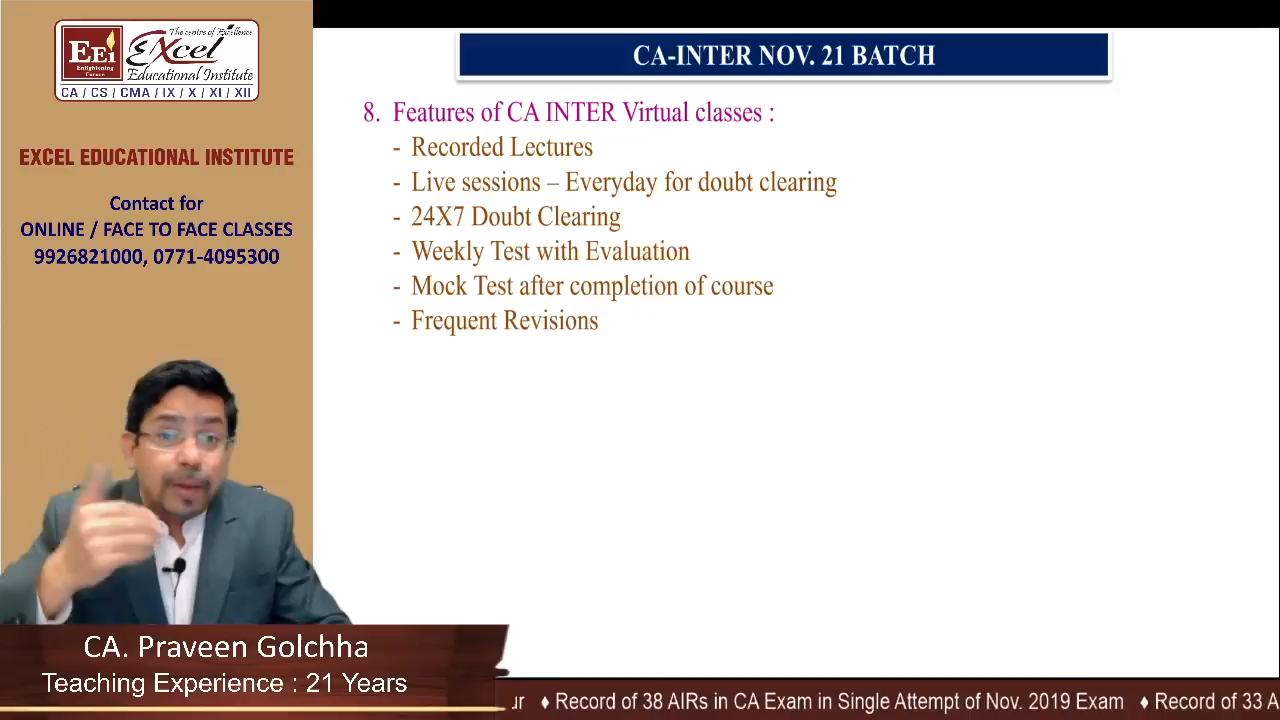 The centre of Excellence
EEi
Enlightening
Career
Excel
Educational Institute
CA / CS / CMA / IX / X / XI / XII
EXCEL EDUCATIONAL INSTITUTE
Contact for
ONLINE / FACE TO FACE CLASSES
9926821000, 0771-4095300
CA-INTER NOV. 21 BATCH
8. Features of CA INTER Virtual classes :
- Recorded Lectures
- Live sessions – Everyday for doubt clearing
- 24X7 Doubt Clearing
- Weekly Test with Evaluation
- Mock Test after completion of course
- Frequent Revisions
CA. Praveen Golchha
Teaching Experience : 21 Years
ur ♦ Record of 38 AIRs in CA Exam in Single Attempt of Nov. 2019 Exam ♦ Record of 33 A